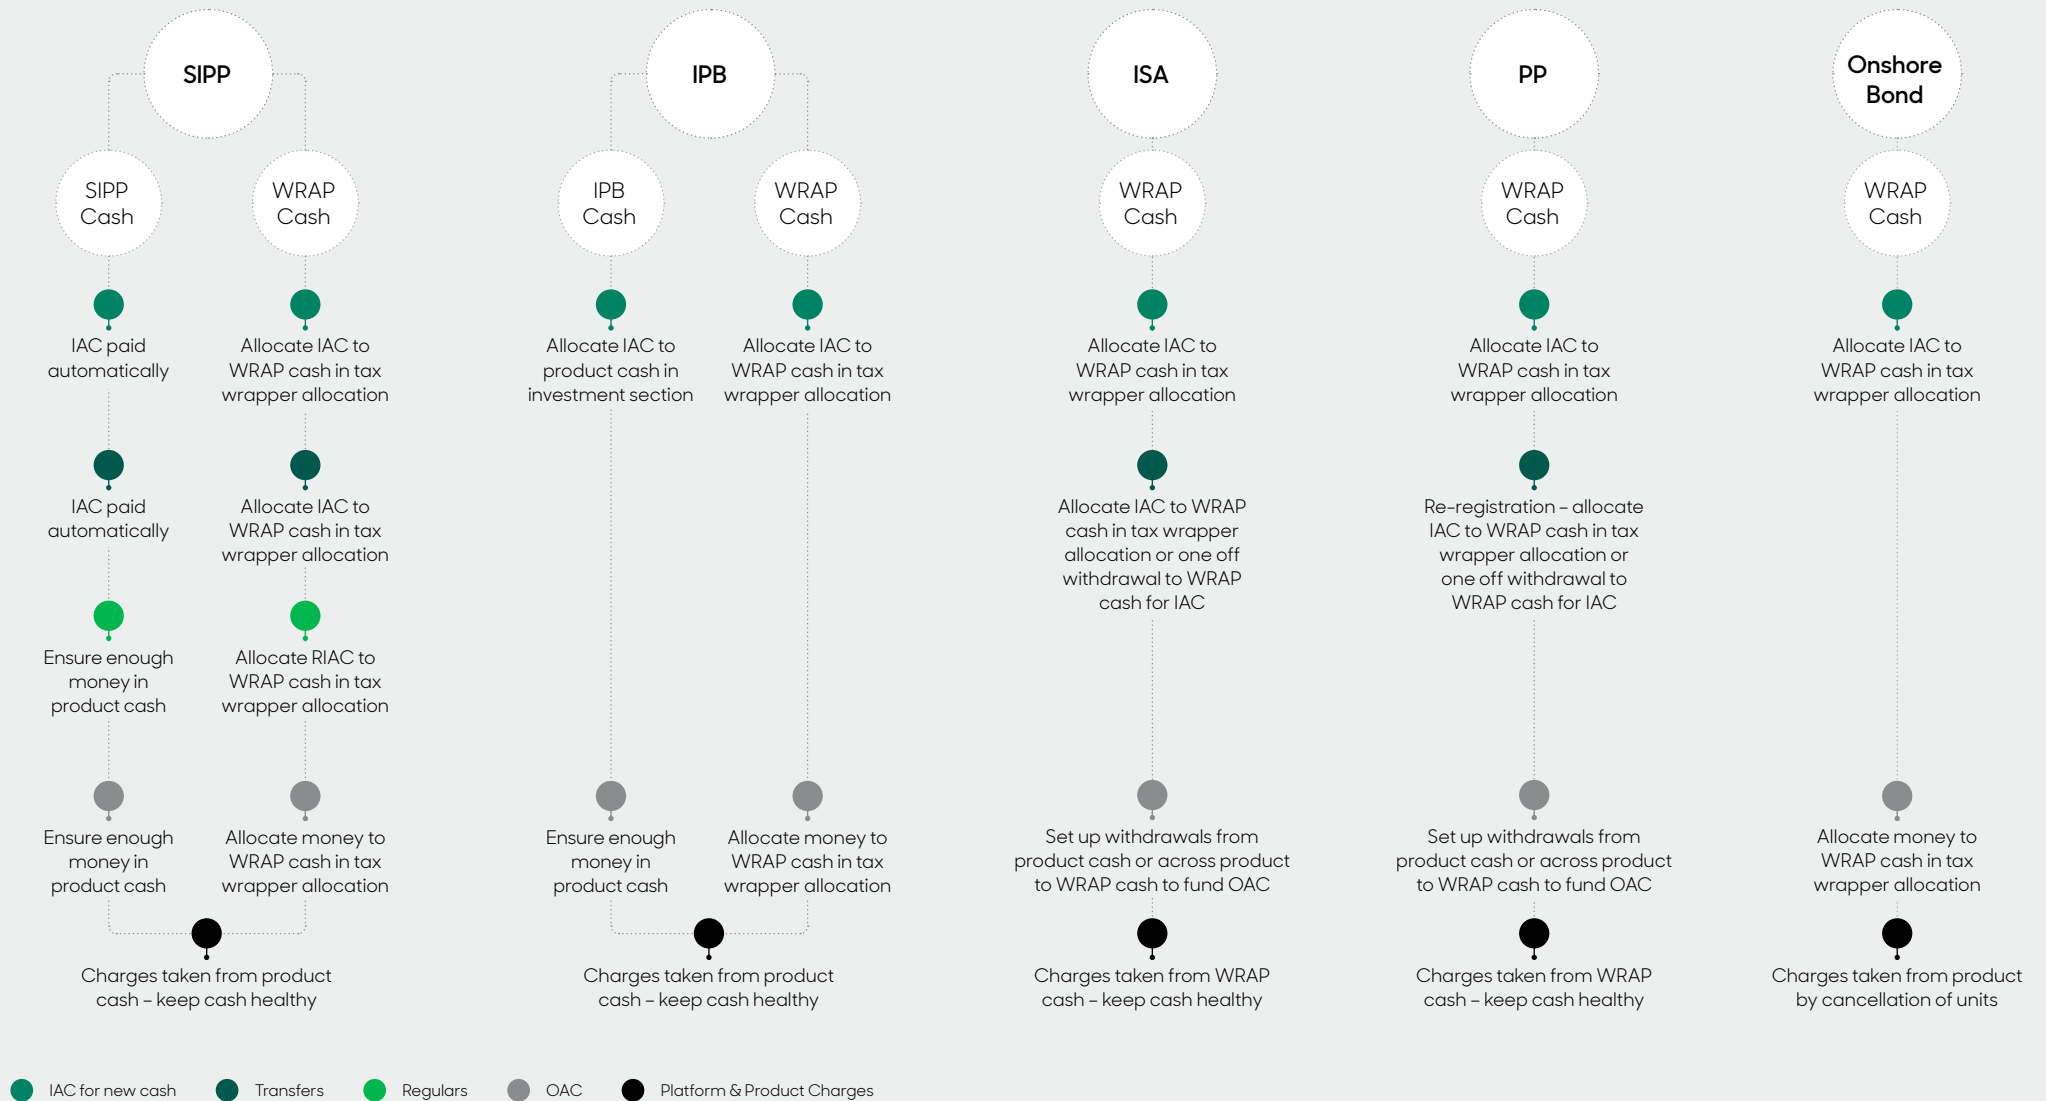 SIPP
SIPP
Cash
IAC paid
automatically
IAC paid
automatically
Ensure enough
money in
product cash
Ensure enough
money in
product cash
WRAP
Cash
Allocate IAC to
WRAP cash in tax
wrapper allocation
Allocate IAC to
WRAP cash in tax
wrapper allocation
Allocate RIAC to
WRAP cash in tax
wrapper allocation
Allocate money to
WRAP cash in tax
wrapper allocation
Charges taken from product
cash – keep cash healthy
IPB
IPB
Cash
Allocate IAC to
product cash in
investment section
Ensure enough
money in
product cash
WRAP
Cash
Allocate IAC to
WRAP cash in tax
wrapper allocation
Allocate money to
WRAP cash in tax
wrapper allocation
Charges taken from product
cash – keep cash healthy
ISA
WRAP
Cash
Allocate IAC to
WRAP cash in tax
wrapper allocation
Allocate IAC to WRAP
cash in tax wrapper
allocation or one off
withdrawal to WRAP
cash for IAC
Set up withdrawals from
product cash or across product
to WRAP cash to fund OAC
Charges taken from WRAP
cash – keep cash healthy
PP
WRAP
Cash
Allocate IAC to
WRAP cash in tax
wrapper allocation
Re-registration – allocate
IAC to WRAP cash in tax
wrapper allocation or
one off withdrawal to
WRAP cash for IAC
Set up withdrawals from
product cash or across product
to WRAP cash to fund OAC
Charges taken from WRAP
cash – keep cash healthy
Onshore
Bond
WRAP
Cash
Allocate IAC to
WRAP cash in tax
wrapper allocation
Allocate money to
WRAP cash in tax
wrapper allocation
Charges taken from product
by cancellation of units
IAC for new cash
Transfers
Regulars
OAC
Platform & Product Charges